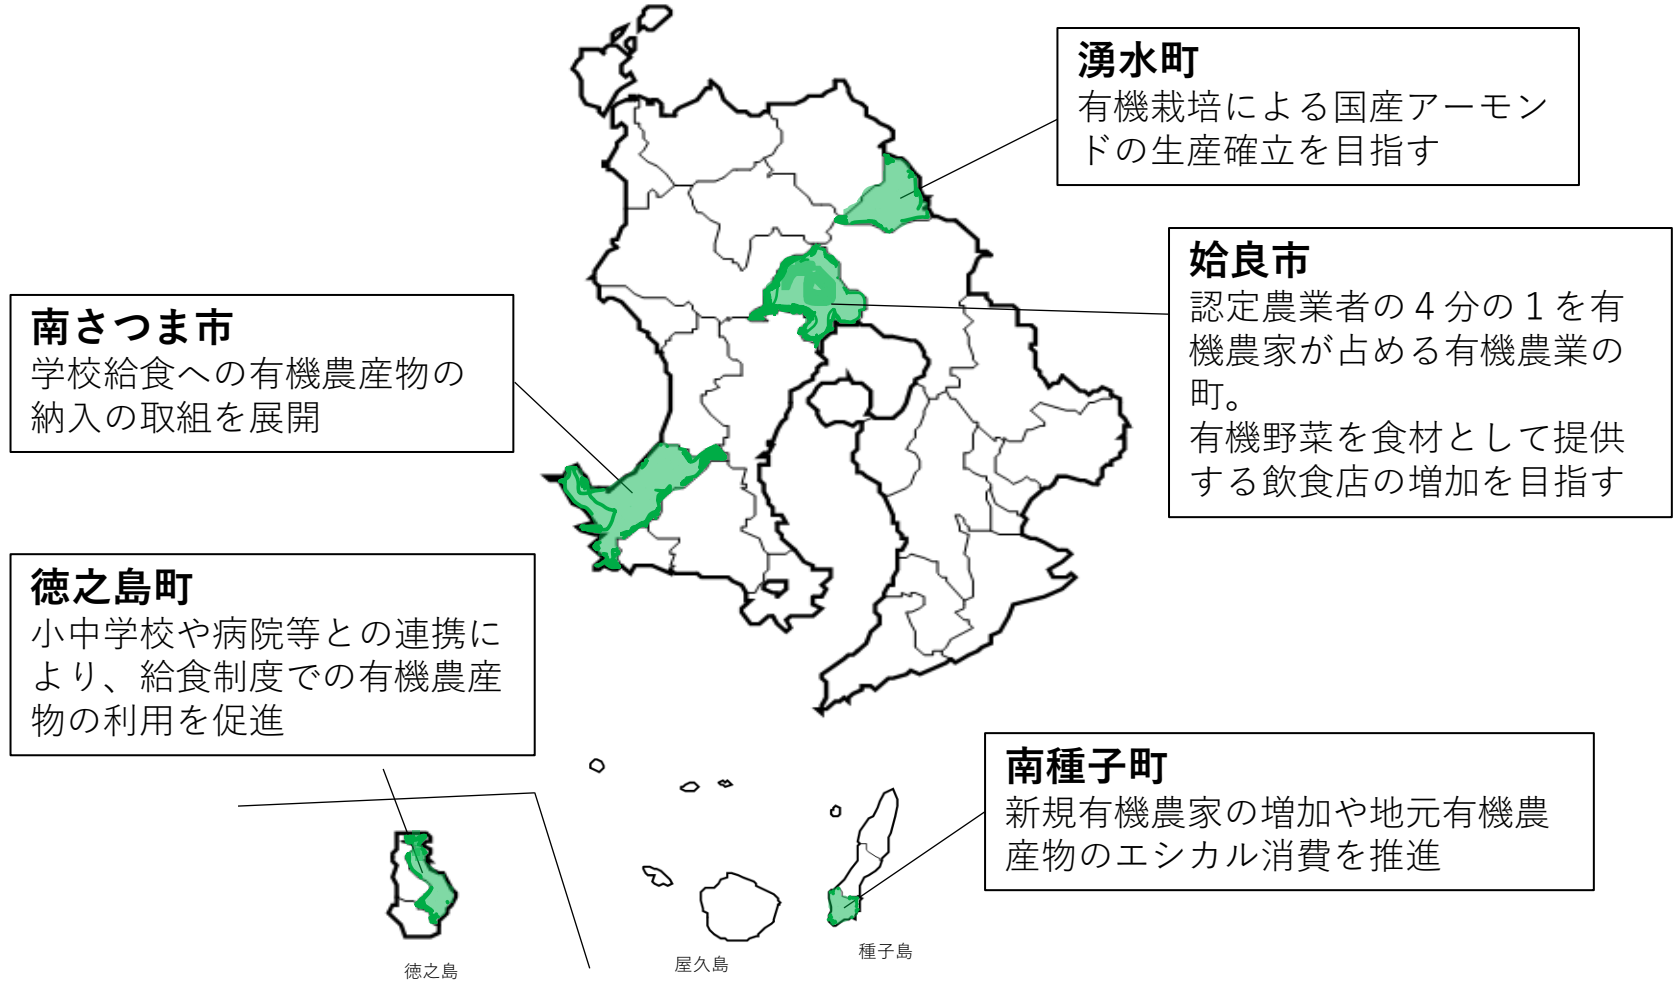 湧水町
有機栽培による国産アーモン
ドの生産確立を目指す
姶良市
認定農業者の４分の１を有
機農家が占める有機農業の
町。
有機野菜を食材として提供
する飲食店の増加を目指す
南さつま市
学校給食への有機農産物の
納入の取組を展開
徳之島町
小中学校や病院等との連携に
より、給食制度での有機農産
物の利用を促進
南種子町
新規有機農家の増加や地元有機農
産物のエシカル消費を推進
徳之島
屋久島
種子島